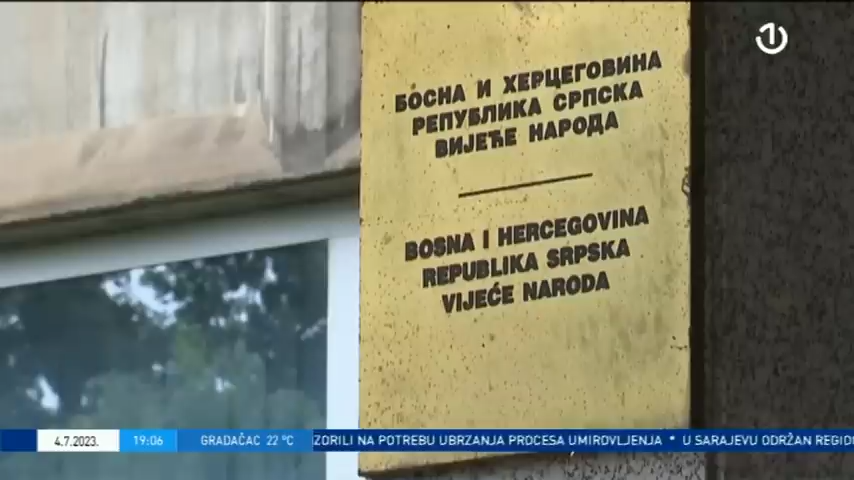 БОСНА И ХЕРЦЕГОВИНА
РЕПУБЛИКА СРПСКА
ВИЈЕЋЕ НАРОДА
BOSNA I HERCEGOVINA
REPUBLIKA SRPSKA
VIJEĆE NARODA
4.7.2023. 19:06 GRADAČAC 22 °C ZORILI NA POTREBU UBRZANJA PROCESA UMIROVLJENJA * U SARAJEVU ODRŽAN